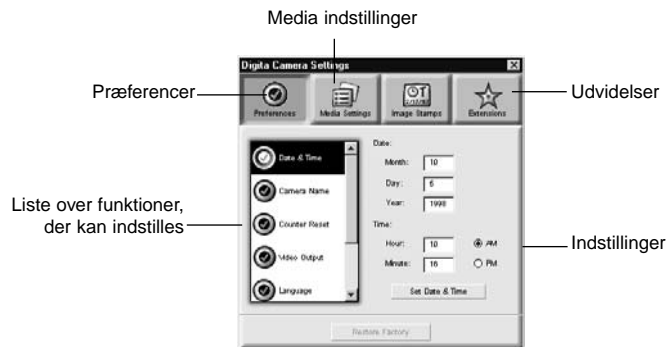 Media indstillinger
Digita Camera Settings
Præferencer
Udvidelser
Preferences
Media Settings
Image Stamps
Extensions
Date & Time
Camera Name
Counter Reset
Video Output
Language
Date:
Month: 10
Day: 6
Year: 1998
Time:
Hour: 10 AM
Minute: 16 PM
Set Date & Time
Restore Factory
Liste over funktioner,
der kan indstilles
Indstillinger